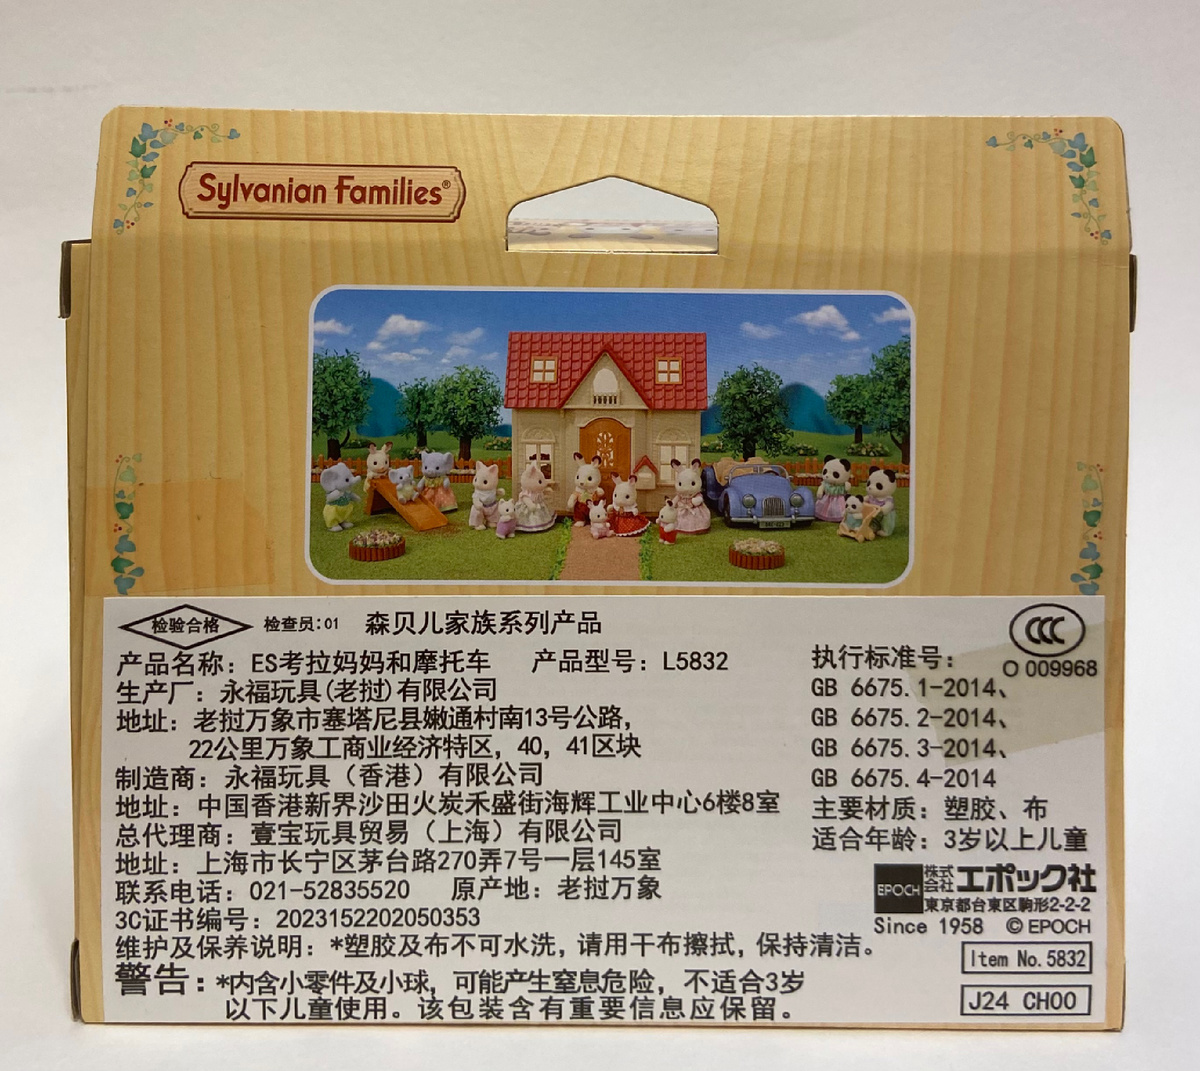 Sylvanian Families®
检验合格 检查员:01 森贝儿家族系列产品
产品名称: ES考拉妈妈和摩托车 产品型号: L5832
生产厂: 永福玩具(老挝)有限公司
地址: 老挝万象市塞塔尼县嫩通村南13号公路,
22公里万象工商业经济特区, 40, 41区块
制造商: 永福玩具（香港）有限公司
地址: 中国香港新界沙田火炭禾盛街海辉工业中心6楼8室
总代理商: 壹宝玩具贸易（上海）有限公司
地址: 上海市长宁区茅台路270弄7号一层145室
联系电话: 021-52835520 原产地: 老挝万象
3C证书编号: 2023152202050353
维护及保养说明: *塑胶及布不可水洗, 请用干布擦拭, 保持清洁。
警告: *内含小零件及小球, 可能产生窒息危险, 不适合3岁
以下儿童使用。该包装含有重要信息应保留。
CCC
O 009968
执行标准号:
GB 6675.1-2014、
GB 6675.2-2014、
GB 6675.3-2014、
GB 6675.4-2014
主要材质: 塑胶、布
适合年龄: 3岁以上儿童
EPOCH 株式会社 エポック社
東京都台東区駒形2-2-2
Since 1958 © EPOCH
Item No. 5832
J24 CH00